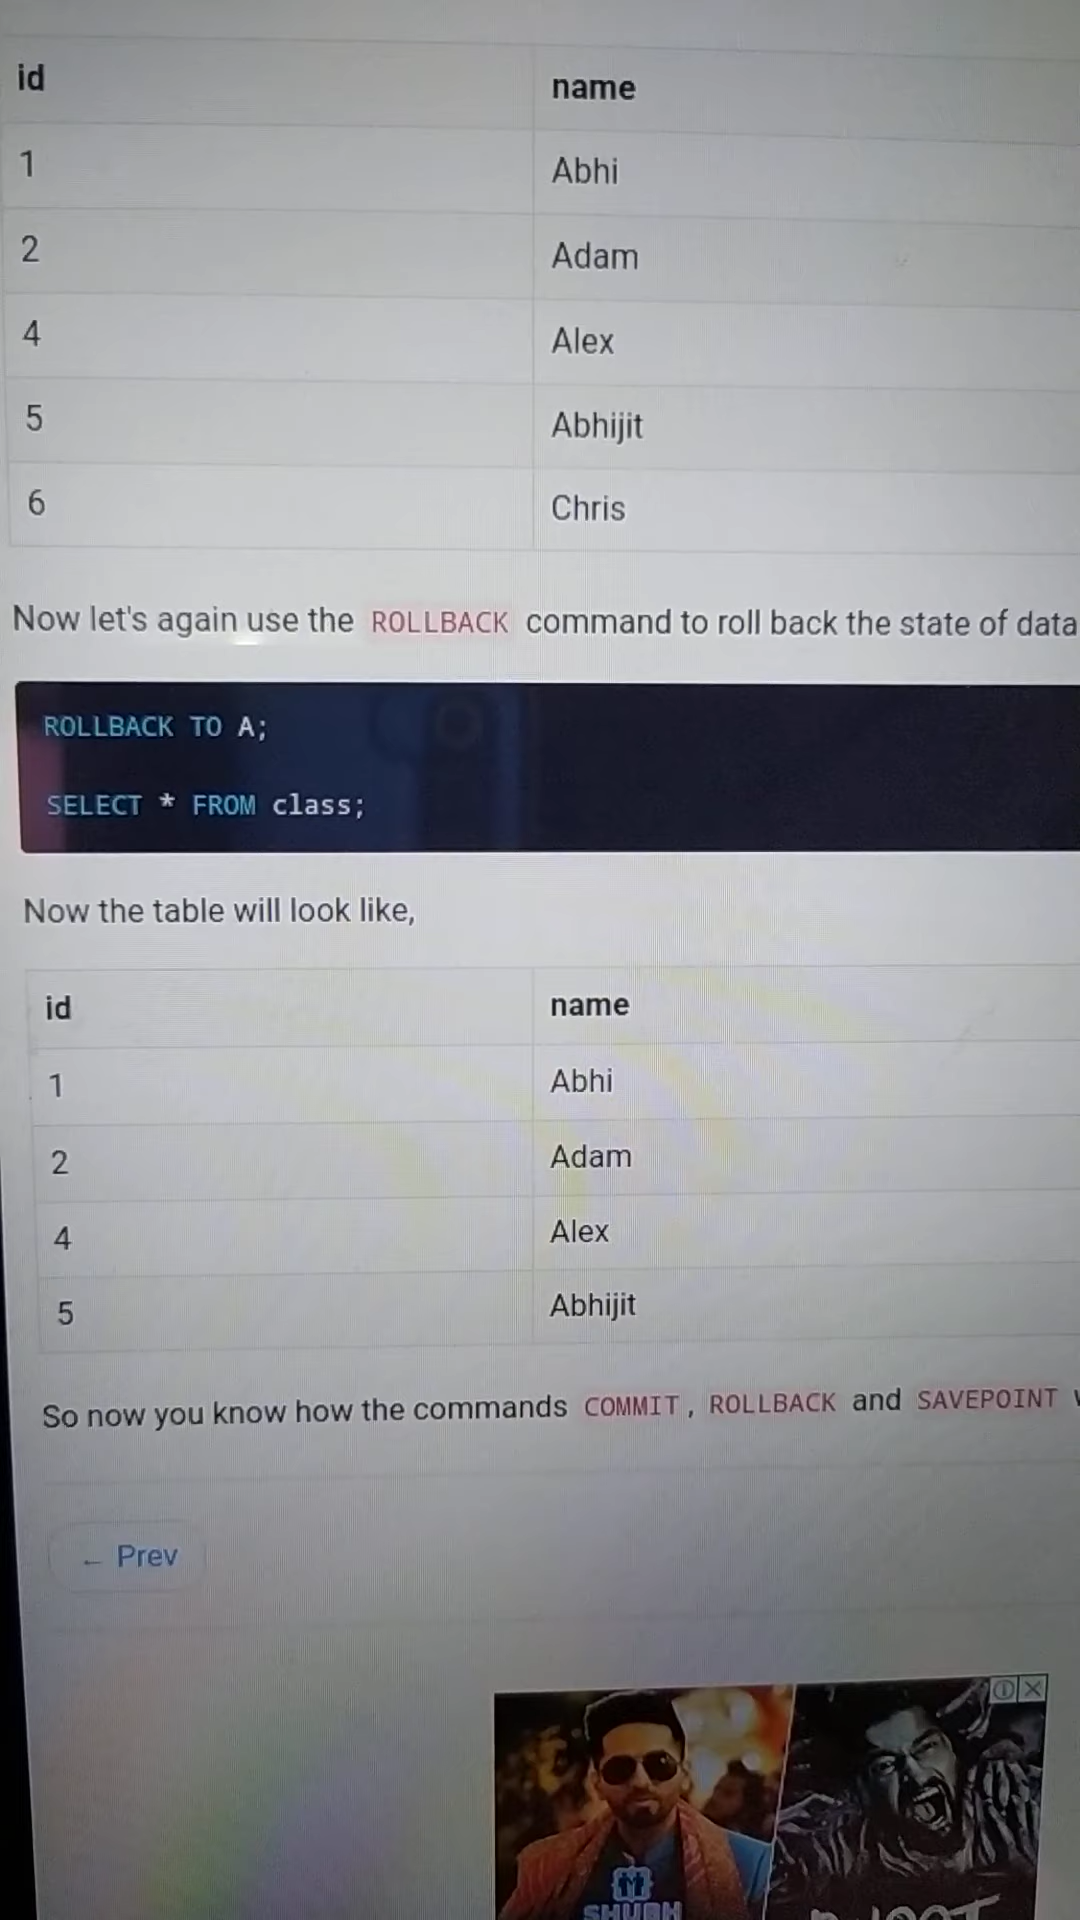 id name
1 Abhi
2 Adam
4 Alex
5 Abhijit
6 Chris
Now let's again use the ROLLBACK command to roll back the state of data
ROLLBACK TO A;
SELECT * FROM class;
Now the table will look like,
id name
1 Abhi
2 Adam
4 Alex
5 Abhijit
So now you know how the commands COMMIT, ROLLBACK and SAVEPOINT
← Prev
SHUBH